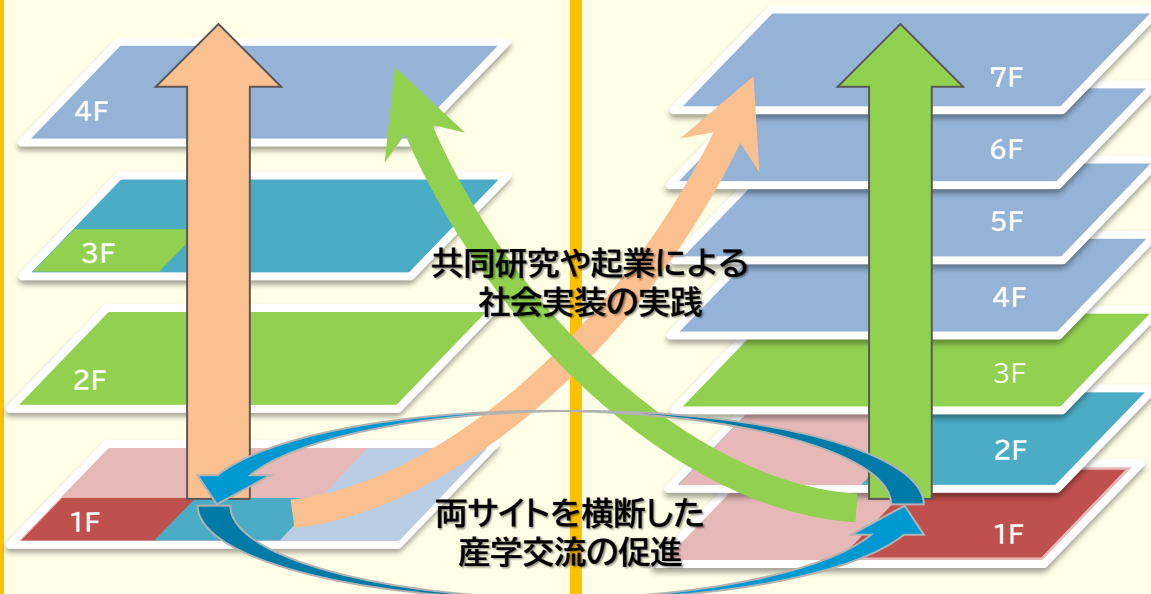 4F
3F
2F
1F
共同研究や起業による
社会実装の実践
両サイトを横断した
産学交流の促進
7F
6F
5F
4F
3F
2F
1F